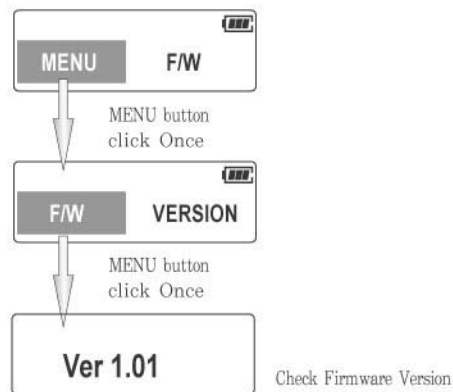 MENU F/W
MENU button
click Once
F/W VERSION
MENU button
click Once
Ver 1.01
Check Firmware Version